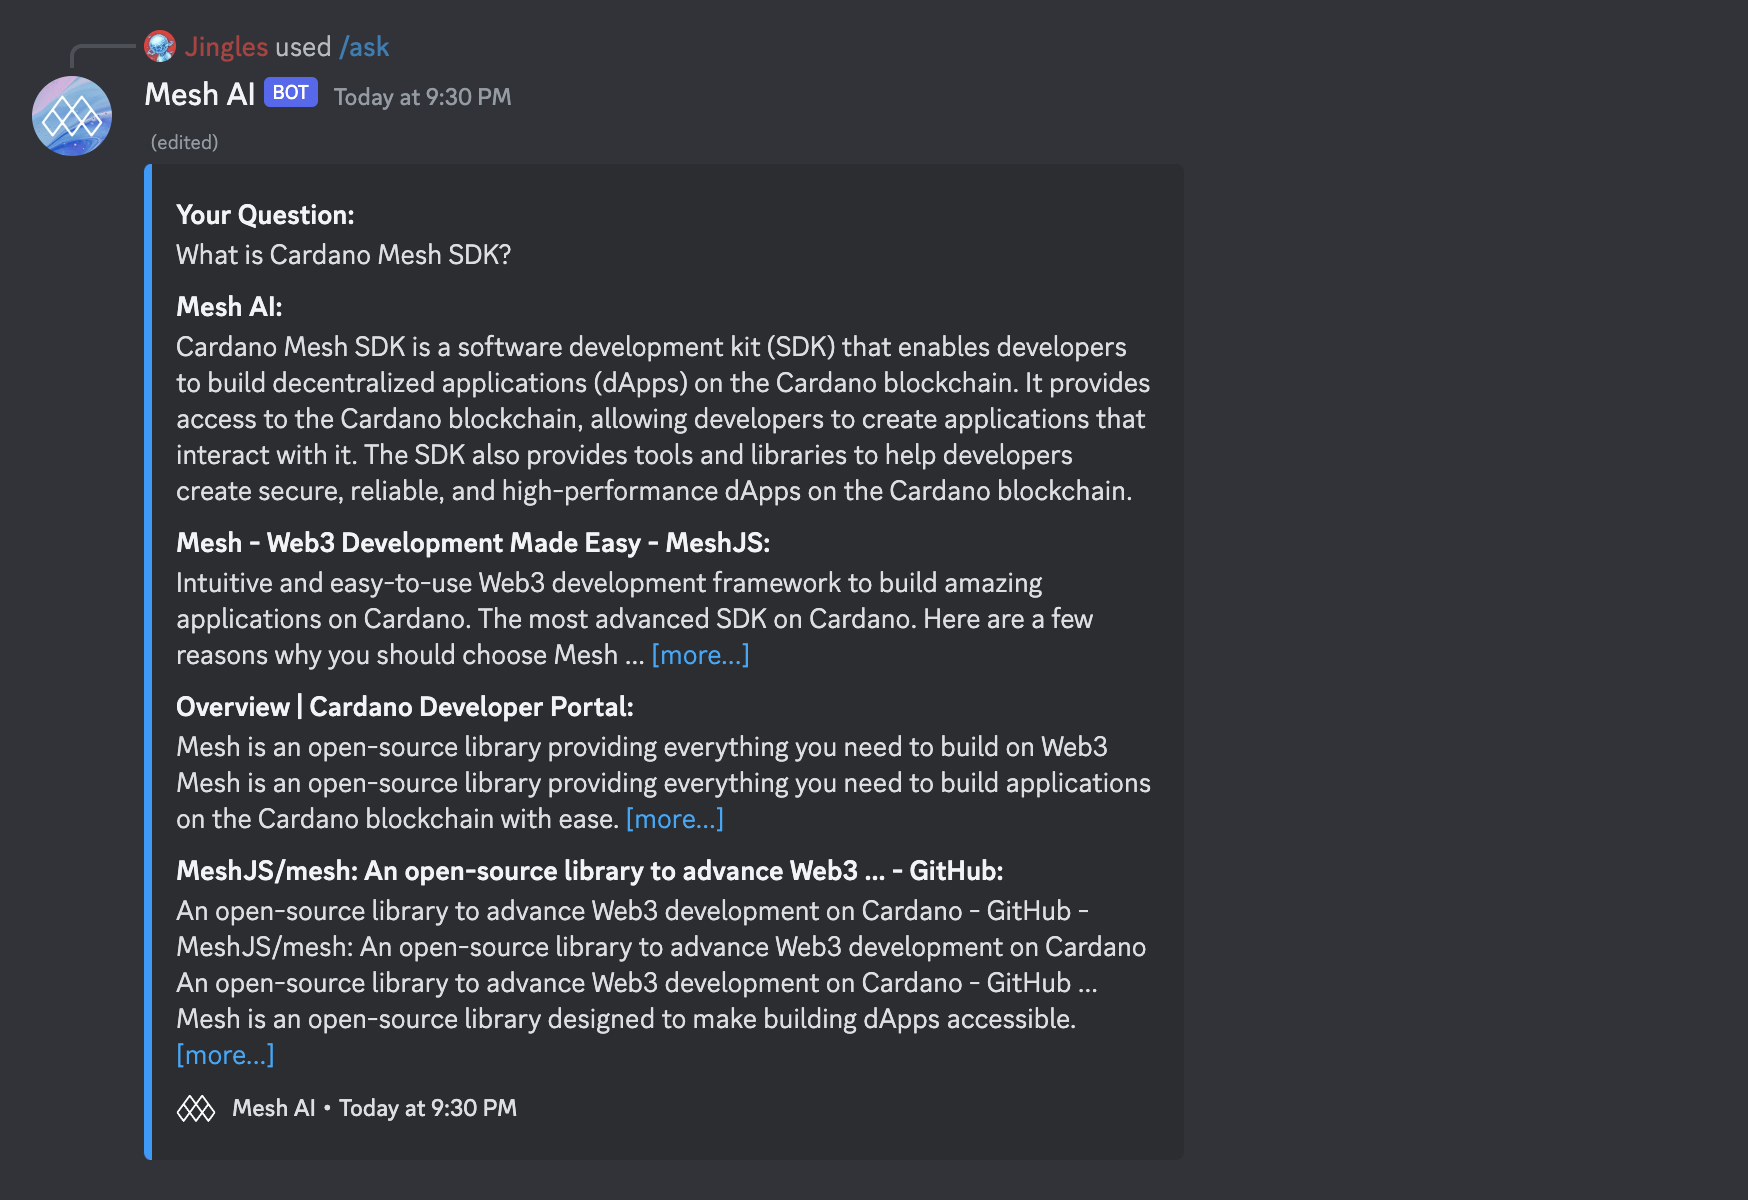 Jingles used /ask
Mesh AI BOT Today at 9:30 PM
(edited)
Your Question:
What is Cardano Mesh SDK?
Mesh AI:
Cardano Mesh SDK is a software development kit (SDK) that enables developers
to build decentralized applications (dApps) on the Cardano blockchain. It provides
access to the Cardano blockchain, allowing developers to create applications that
interact with it. The SDK also provides tools and libraries to help developers
create secure, reliable, and high-performance dApps on the Cardano blockchain.
Mesh - Web3 Development Made Easy - MeshJS:
Intuitive and easy-to-use Web3 development framework to build amazing
applications on Cardano. The most advanced SDK on Cardano. Here are a few
reasons why you should choose Mesh ... [more...]
Overview | Cardano Developer Portal:
Mesh is an open-source library providing everything you need to build on Web3
Mesh is an open-source library providing everything you need to build applications
on the Cardano blockchain with ease. [more...]
MeshJS/mesh: An open-source library to advance Web3 ... - GitHub:
An open-source library to advance Web3 development on Cardano - GitHub -
MeshJS/mesh: An open-source library to advance Web3 development on Cardano
An open-source library to advance Web3 development on Cardano - GitHub ...
Mesh is an open-source library designed to make building dApps accessible.
[more...]
Mesh AI • Today at 9:30 PM